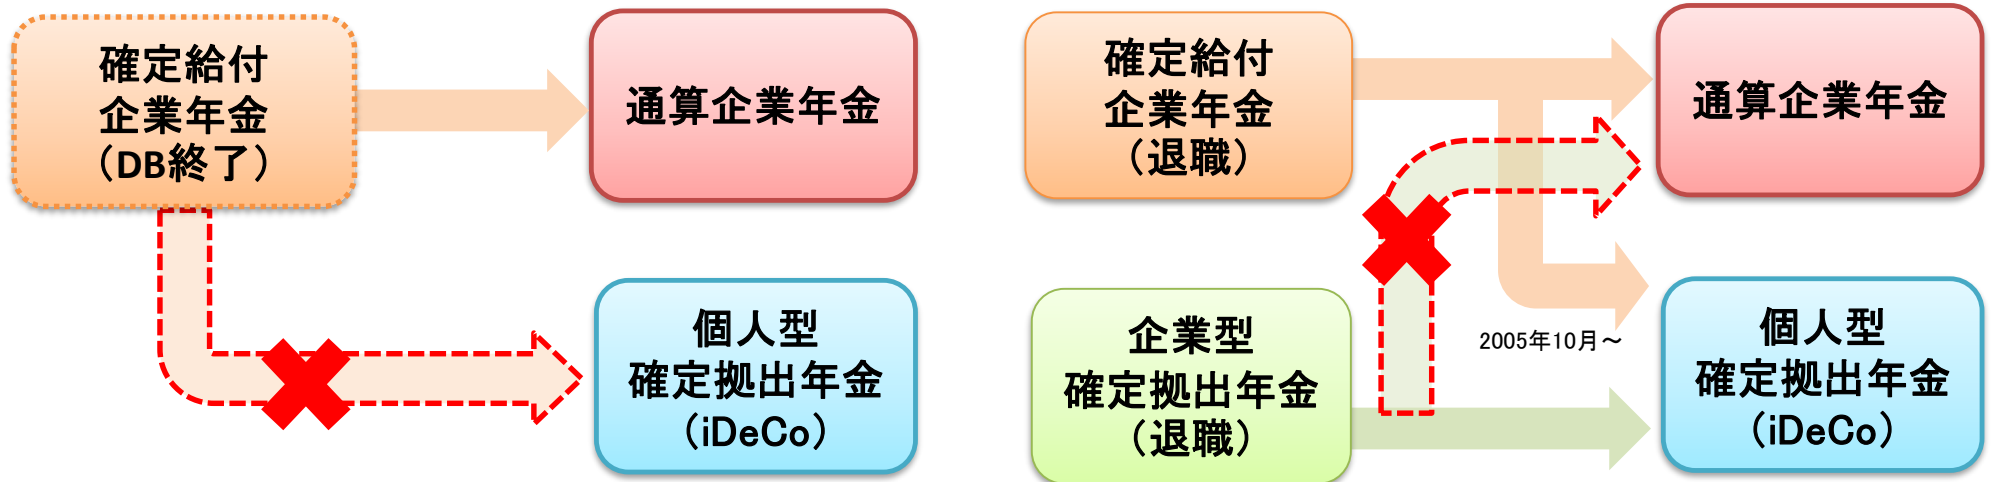 確定給付
企業年金
（DB終了）
通算企業年金
個人型
確定拠出年金
（iDeCo）
確定給付
企業年金
（退職）
通算企業年金
企業型
確定拠出年金
（退職）
2005年10月～
個人型
確定拠出年金
（iDeCo）